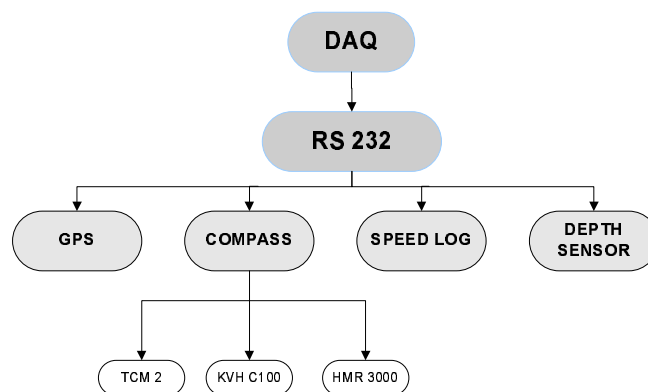 DAQ
RS 232
GPS
COMPASS
SPEED LOG
DEPTH
SENSOR
TCM 2
KVH C100
HMR 3000